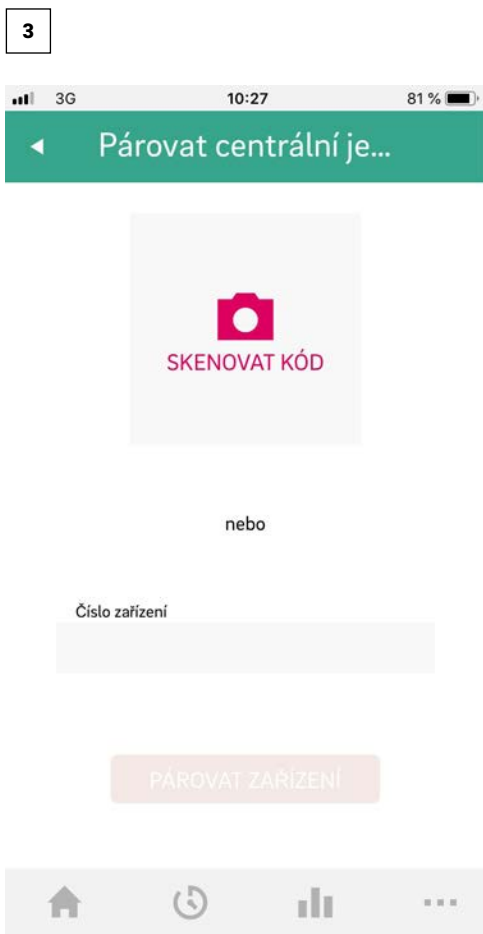 3
3G 10:27 81 %
Párovat centrální je...
SKENOVAT KÓD
nebo
Číslo zařízení
PÁROVAT ZAŘÍZENÍ